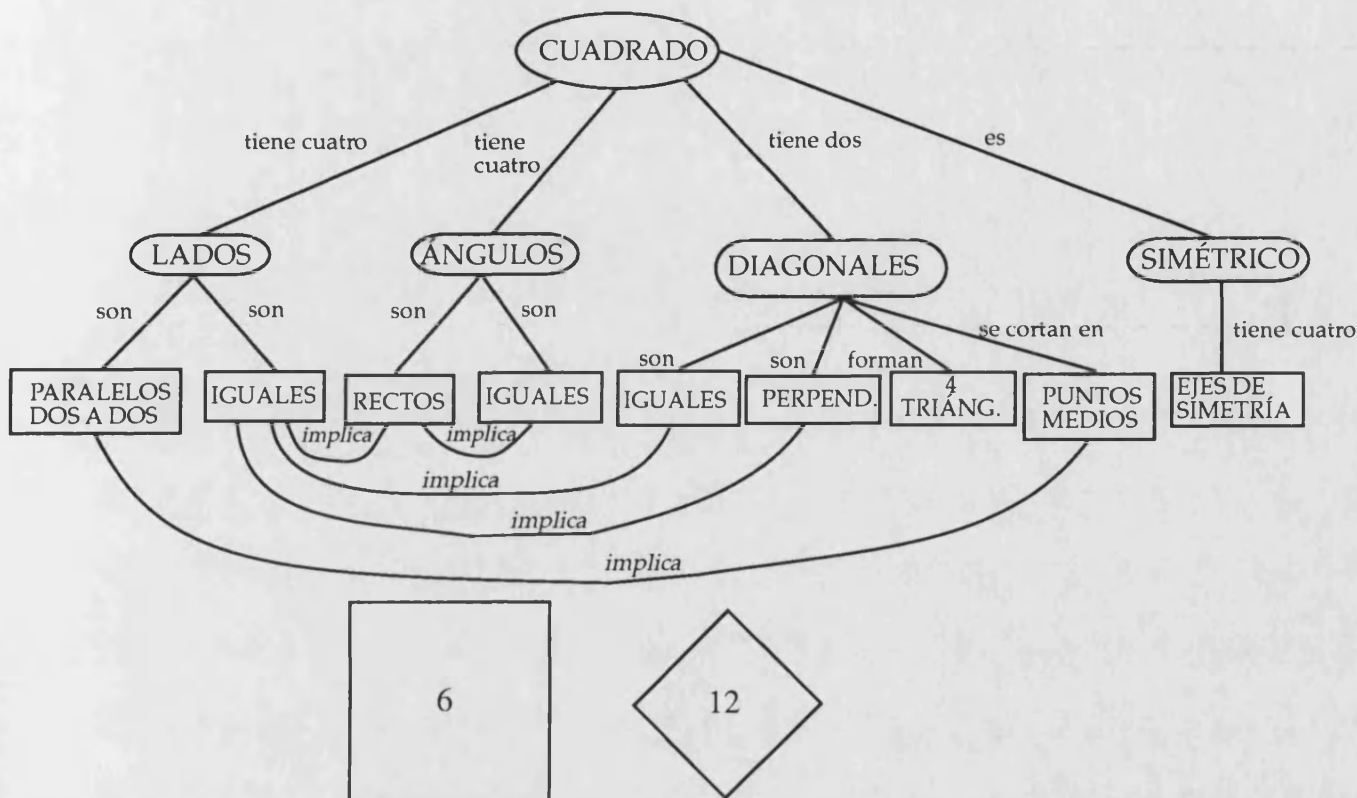 CUADRADO
tiene cuatro
tiene
cuatro
tiene dos
es
LADOS
ÁNGULOS
DIAGONALES
SIMÉTRICO
son
son
son
son
son
son
forman
se cortan en
tiene cuatro
PARALELOS
DOS A DOS
IGUALES
RECTOS
IGUALES
IGUALES
PERPEND.
4
TRIÁNG.
PUNTOS
MEDIOS
EJES DE
SIMETRÍA
implica
implica
implica
implica
implica
6
12